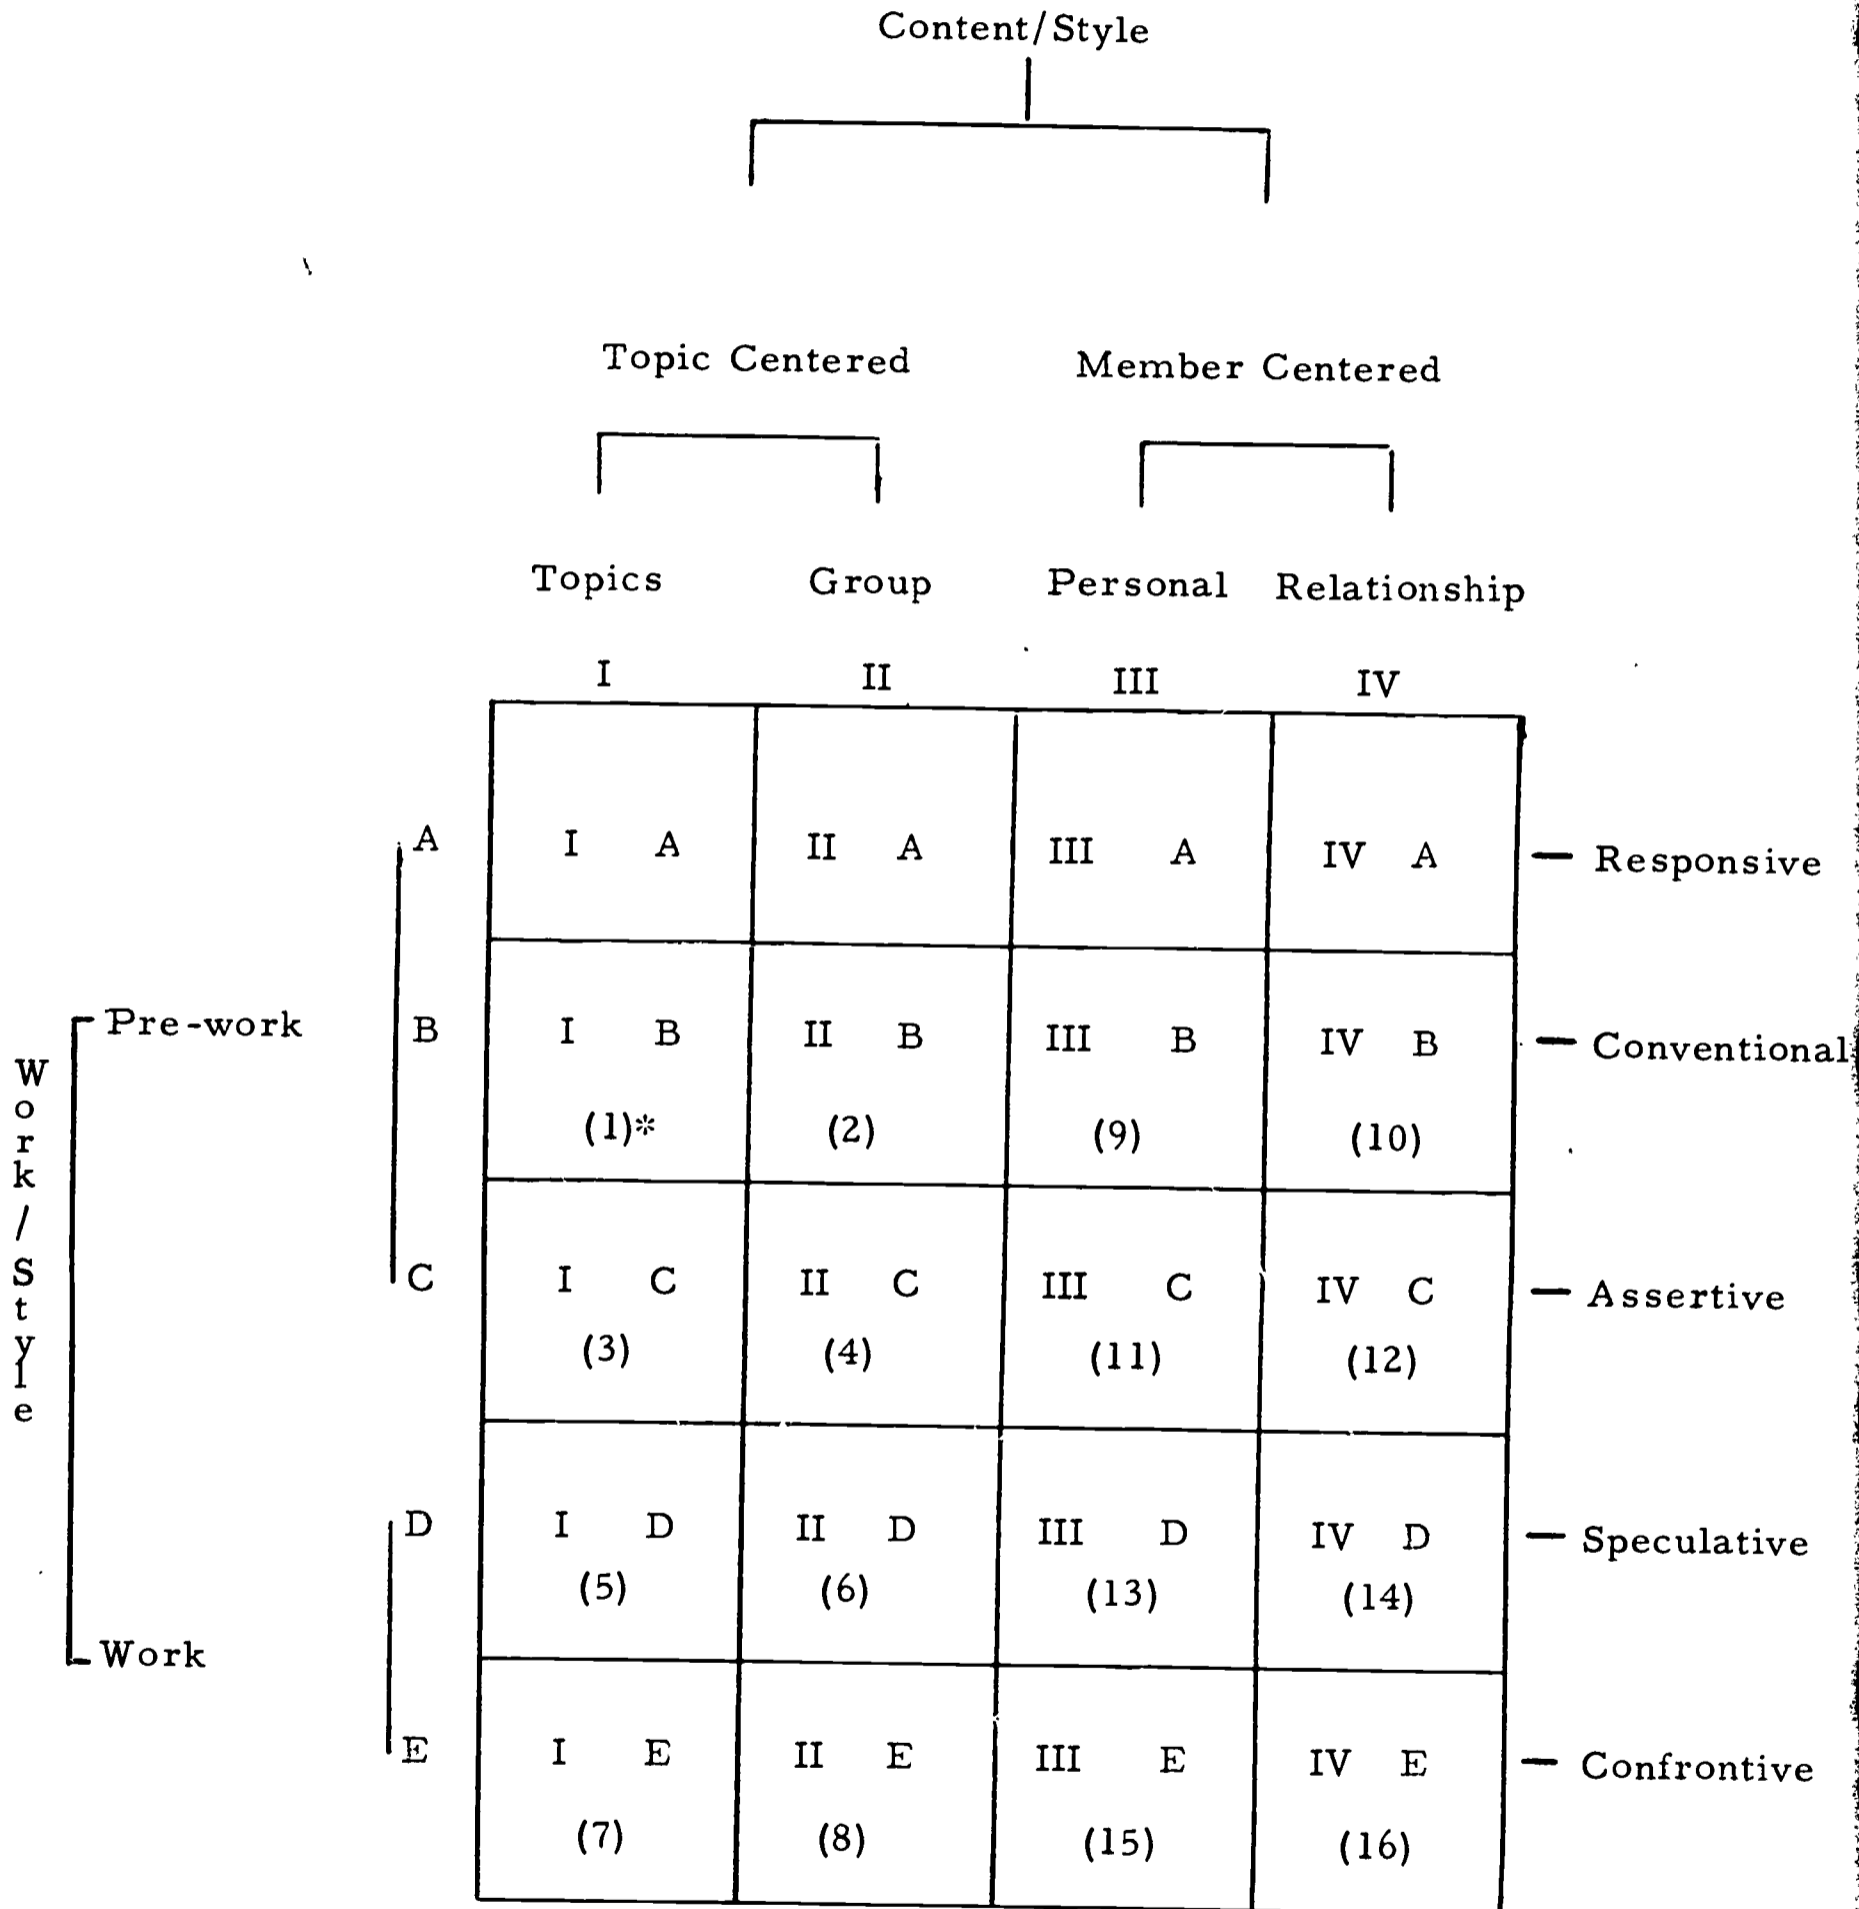 Content/Style
Topic Centered Member Centered
Topics Group Personal Relationship
I II III IV
A I A II A III A IV A — Responsive
Pre-work B I B II B III B IV B — Conventional
(1)* (2) (9) (10)
Work/Style
C I C II C III C IV C — Assertive
(3) (4) (11) (12)
D I D II D III D IV D — Speculative
(5) (6) (13) (14)
Work
E I E II E III E IV E — Confrontive
(7) (8) (15) (16)